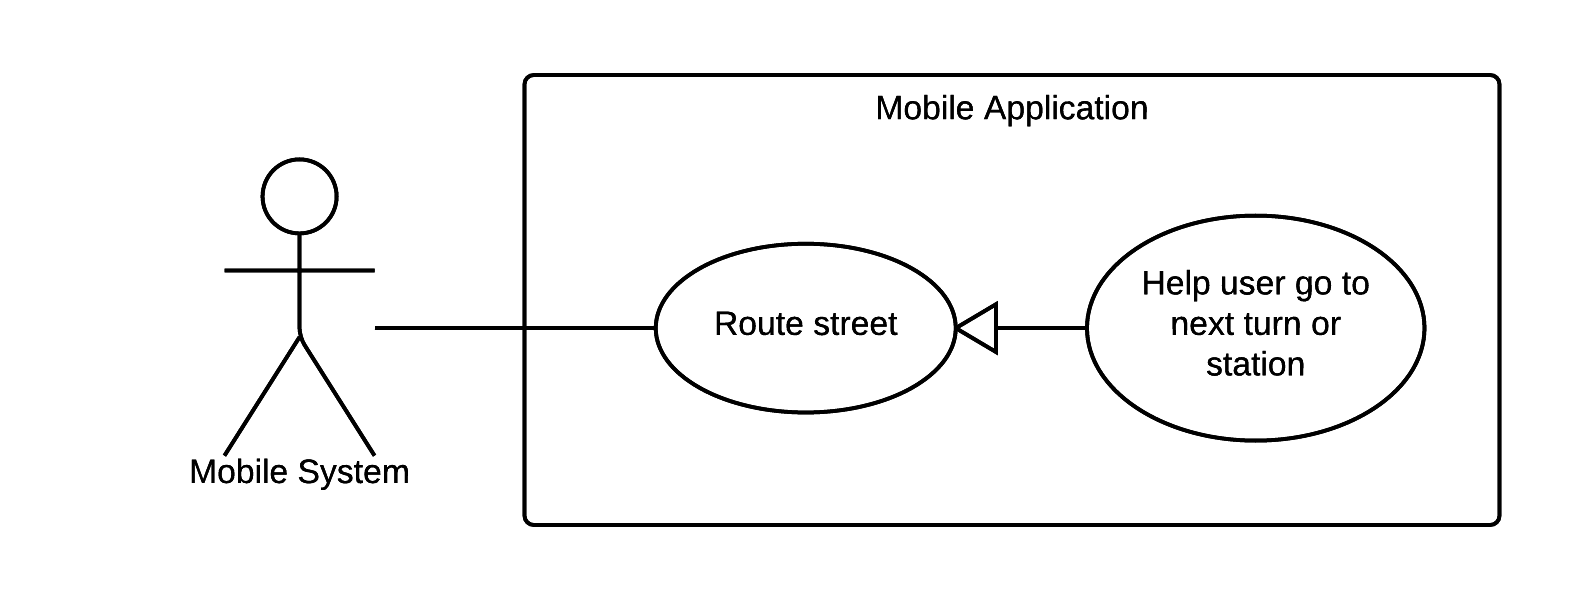 Mobile Application
Route street
Help user go to
next turn or
station
Mobile System